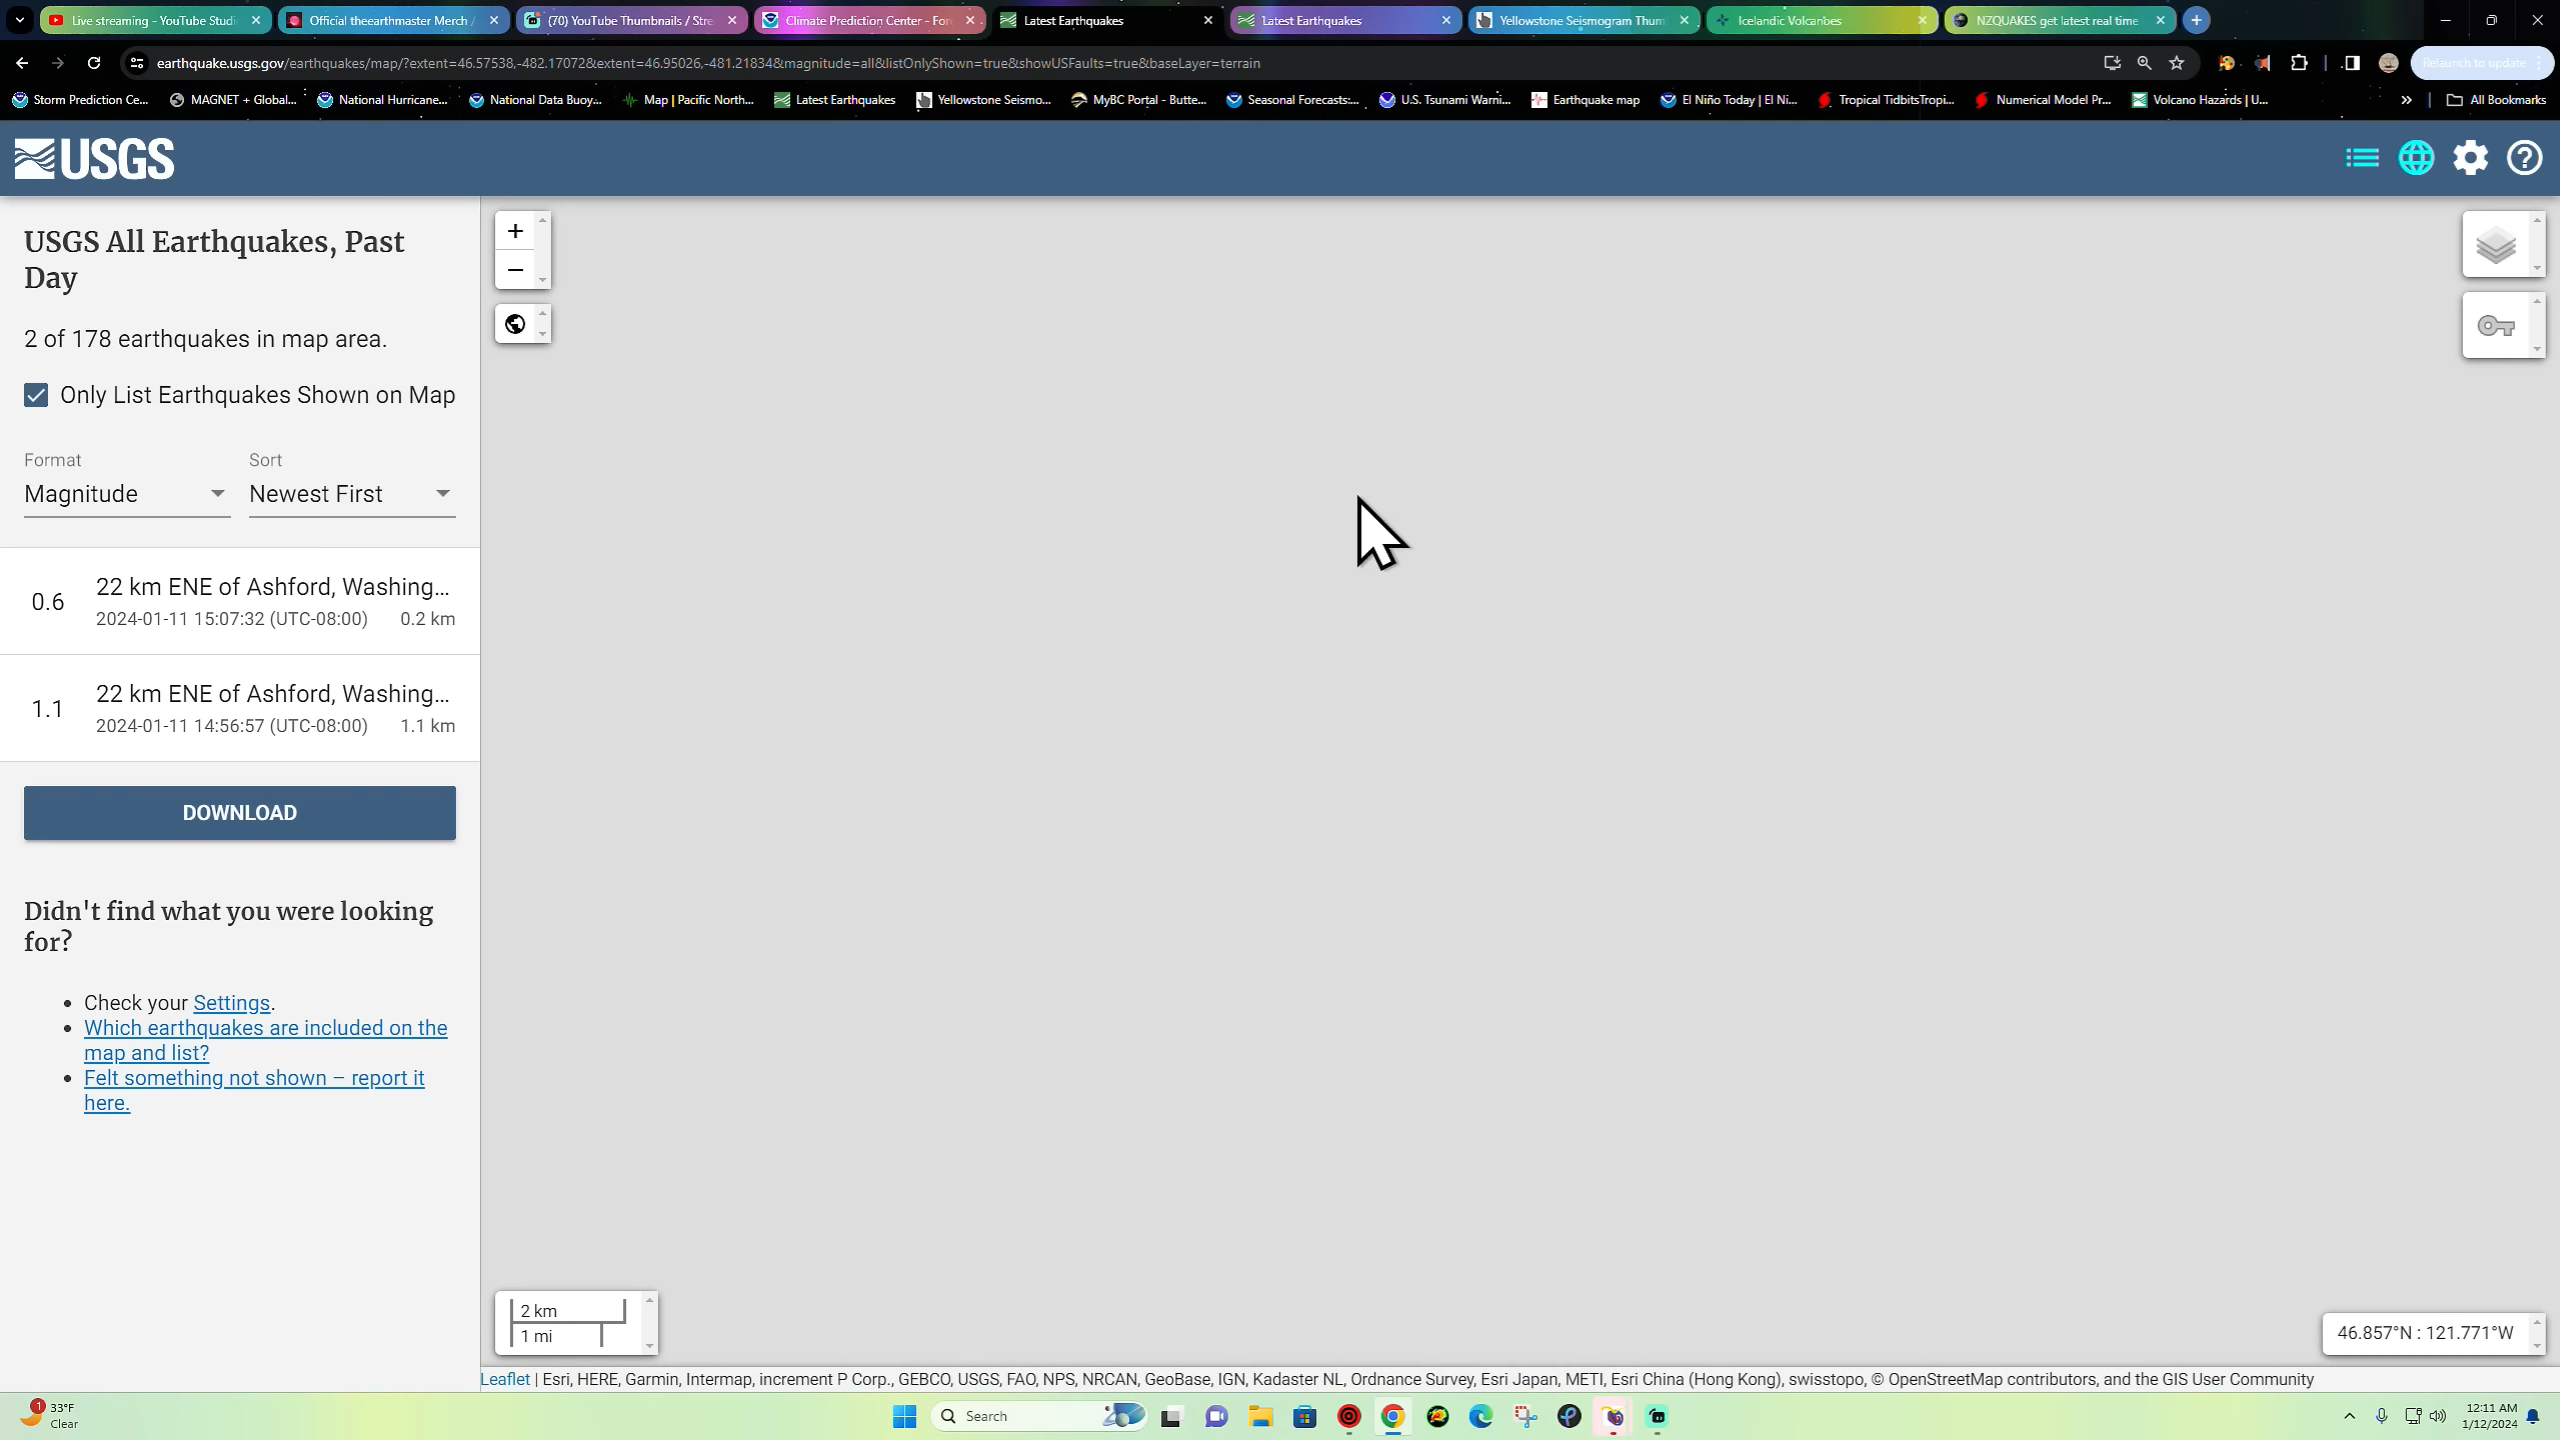 Live streaming - YouTube Studi
Official theearthmaster Merch /
(70) YouTube Thumbnails / Stre
Climate Prediction Center - For
Latest Earthquakes
Latest Earthquakes
Yellowstone Seismogram Thum
Icelandic Volcanoes
NZQUAKES get latest real time
earthquake.usgs.gov/earthquakes/map/?extent=46.57538,-482.17072&extent=46.95026,-481.21834&magnitude=all&listOnlyShown=true&showUSFaults=true&baseLayer=terrain
Relaunch to update
Storm Prediction Ce...
MAGNET + Global...
National Hurricane...
National Data Buoy...
Map | Pacific North...
Latest Earthquakes
Yellowstone Seismo...
MyBC Portal - Butte...
Seasonal Forecasts:...
U.S. Tsunami Warni...
Earthquake map
El Niño Today | El Ni...
Tropical TidbitsTropi...
Numerical Model Pr...
Volcano Hazards | U...
»
All Bookmarks
USGS
USGS All Earthquakes, Past
Day
2 of 178 earthquakes in map area.
Only List Earthquakes Shown on Map
Format
Sort
Magnitude
Newest First
0.6
22 km ENE of Ashford, Washing...
2024-01-11 15:07:32 (UTC-08:00) 0.2 km
1.1
22 km ENE of Ashford, Washing...
2024-01-11 14:56:57 (UTC-08:00) 1.1 km
DOWNLOAD
Didn't find what you were looking
for?
Check your Settings.
Which earthquakes are included on the
map and list?
Felt something not shown – report it
here.
+
−
2 km
1 mi
46.857°N : 121.771°W
Leaflet | Esri, HERE, Garmin, Intermap, increment P Corp., GEBCO, USGS, FAO, NPS, NRCAN, GeoBase, IGN, Kadaster NL, Ordnance Survey, Esri Japan, METI, Esri China (Hong Kong), swisstopo, © OpenStreetMap contributors, and the GIS User Community
1
33°F
Clear
Search
12:11 AM
1/12/2024